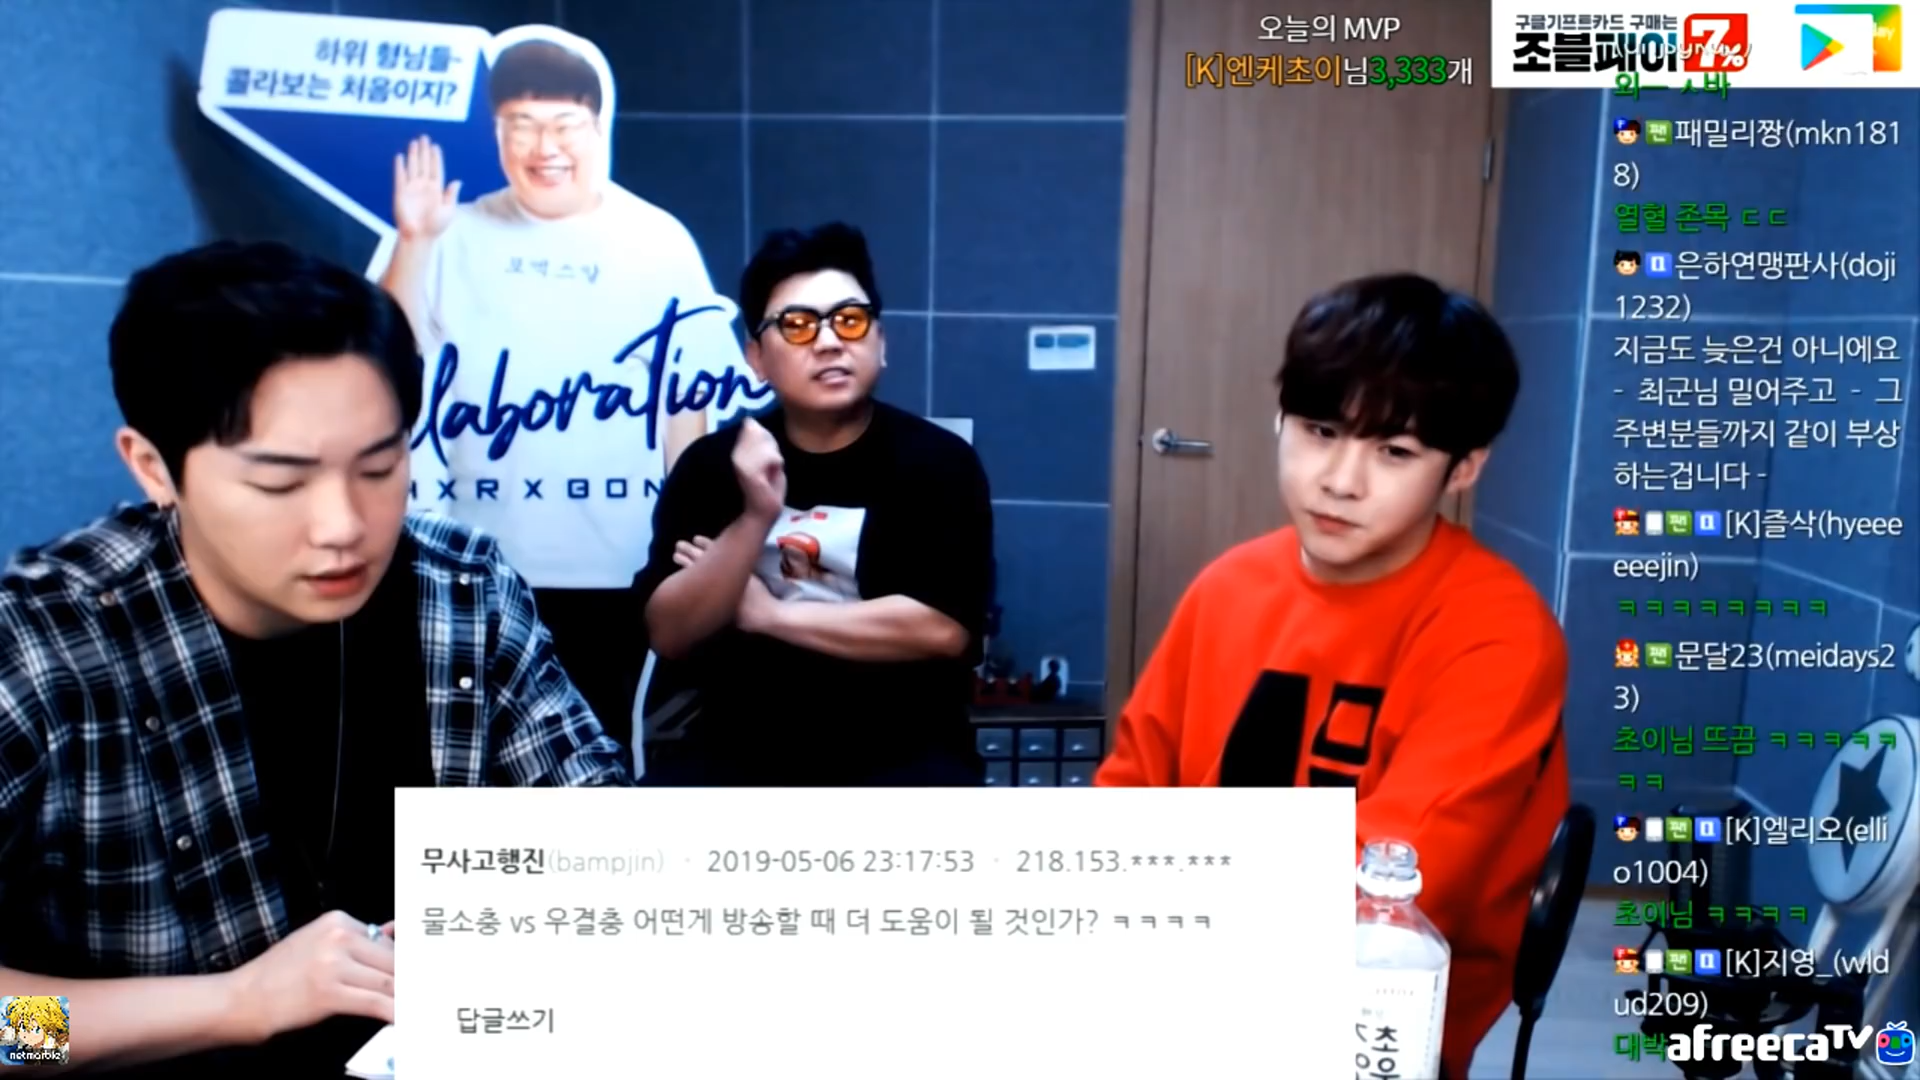 하위 형님들-
콜라보는 처음이지?
오늘의 MVP
[K]엔케초이님3,333개
구글기프트카드 구매는
조블페이 7%
패밀리짱(mkn181
8)
열혈 존목 ㄷㄷ
은하연맹판사(doji
1232)
지금도 늦은건 아니에요
- 최군님 밀어주고 - 그
주변분들까지 같이 부상
하는겁니다 -
[K]즐삭(hyeee
eeejin)
ㅋㅋㅋㅋㅋㅋㅋㅋ
문달23(meidays2
3)
초이님 뜨끔 ㅋㅋㅋㅋㅋ
ㅋㅋ
[K]엘리오(elli
o1004)
초이님 ㅋㅋㅋㅋ
[K]지영_(wld
ud209)
대박
afreecaTV
laboration
XR X GON
무사고행진(bampjin) · 2019-05-06 23:17:53 · 218.153.***.***
물소충 vs 우결충 어떤게 방송할 때 더 도움이 될 것인가? ㅋㅋㅋㅋ
답글쓰기
netmarble